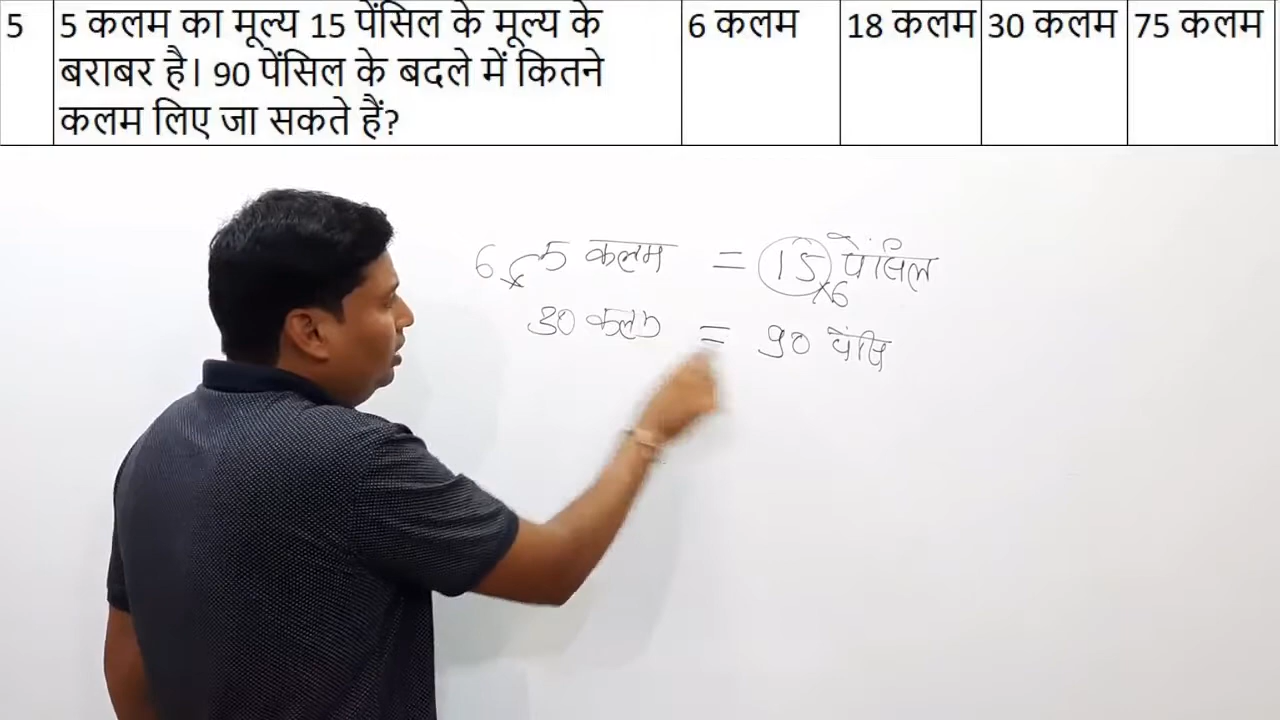 5 5 कलम का मूल्य 15 पेंसिल के मूल्य के 6 कलम 18 कलम 30 कलम 75 कलम
बराबर है। 90 पेंसिल के बदले में कितने
कलम लिए जा सकते हैं?
6 × 5 कलम = 15 पेंसिल
×6
30 कलम = 90 पेंसि